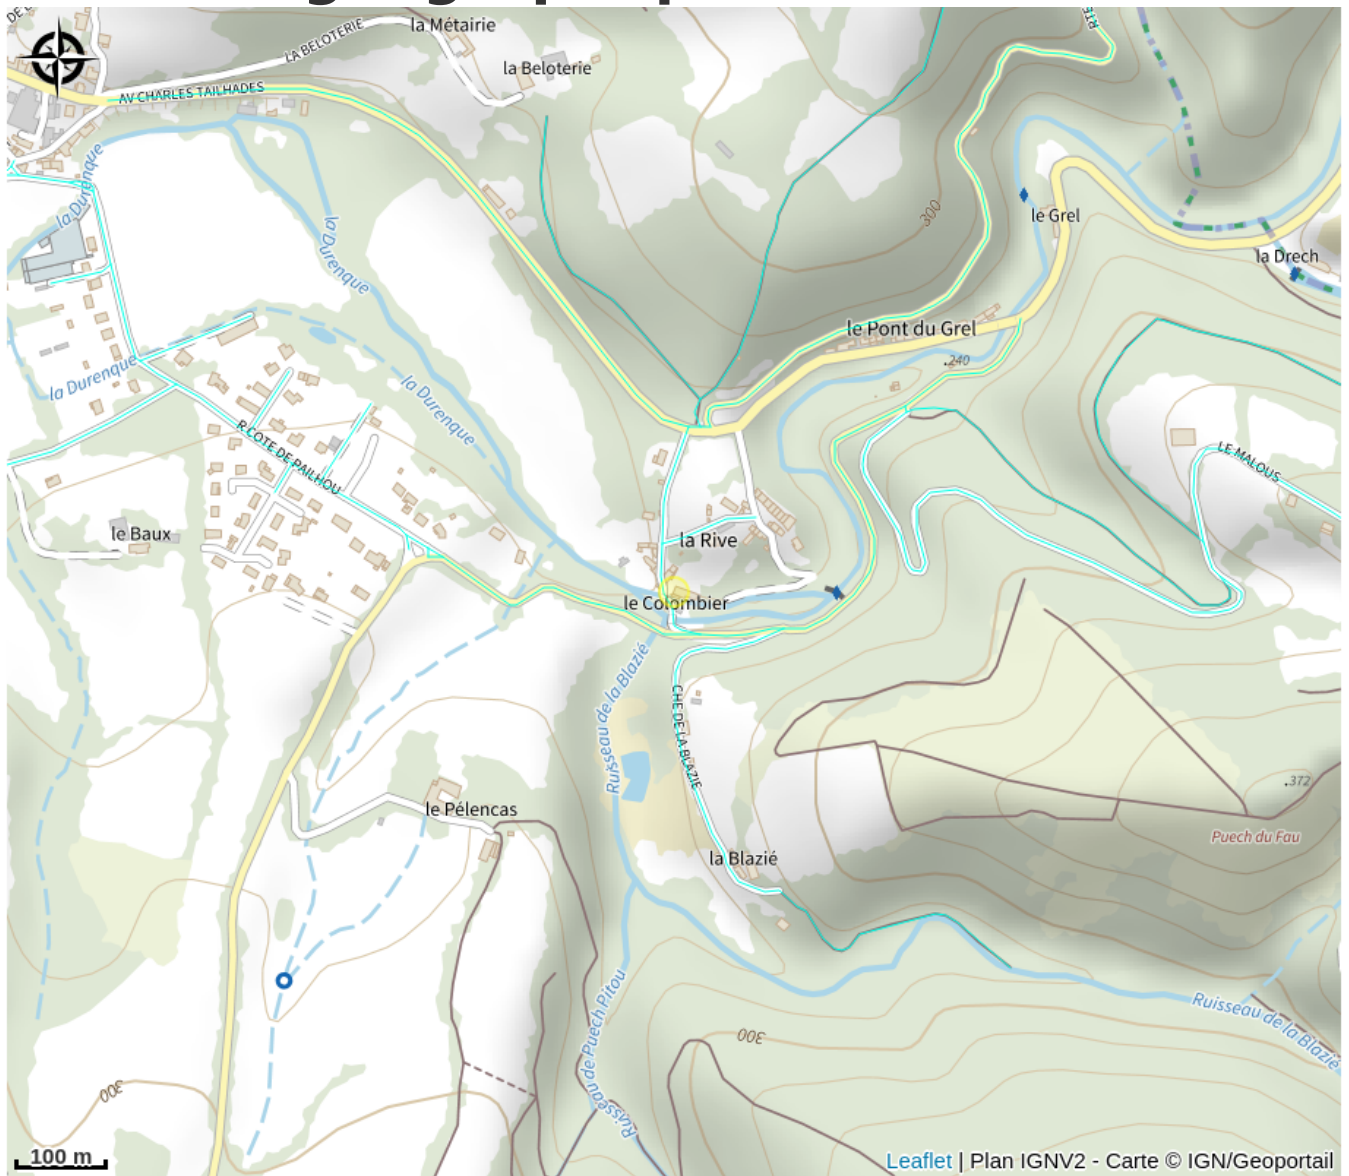 la Métairie
LA BELOTERIE
la Beloterie
AV CHARLES TAILHADES
la Durenque
la Durenque
300
le Grel
la Drech
le Pont du Grel
.240
la Durenque
la Durenque
R COTE DE PAILHOU
LE MALOUS
le Baux
la Rive
le Colombier
Ruisseau de la Blazié
CHE DE LA BLAZIE
.372
le Pélencas
Puech du Fau
la Blazié
Ruisseau de Puech Pitou
Ruisseau de la Blazié
300
300
Ruisseau
100 m
Leaflet | Plan IGNV2 - Carte © IGN/Geoportail